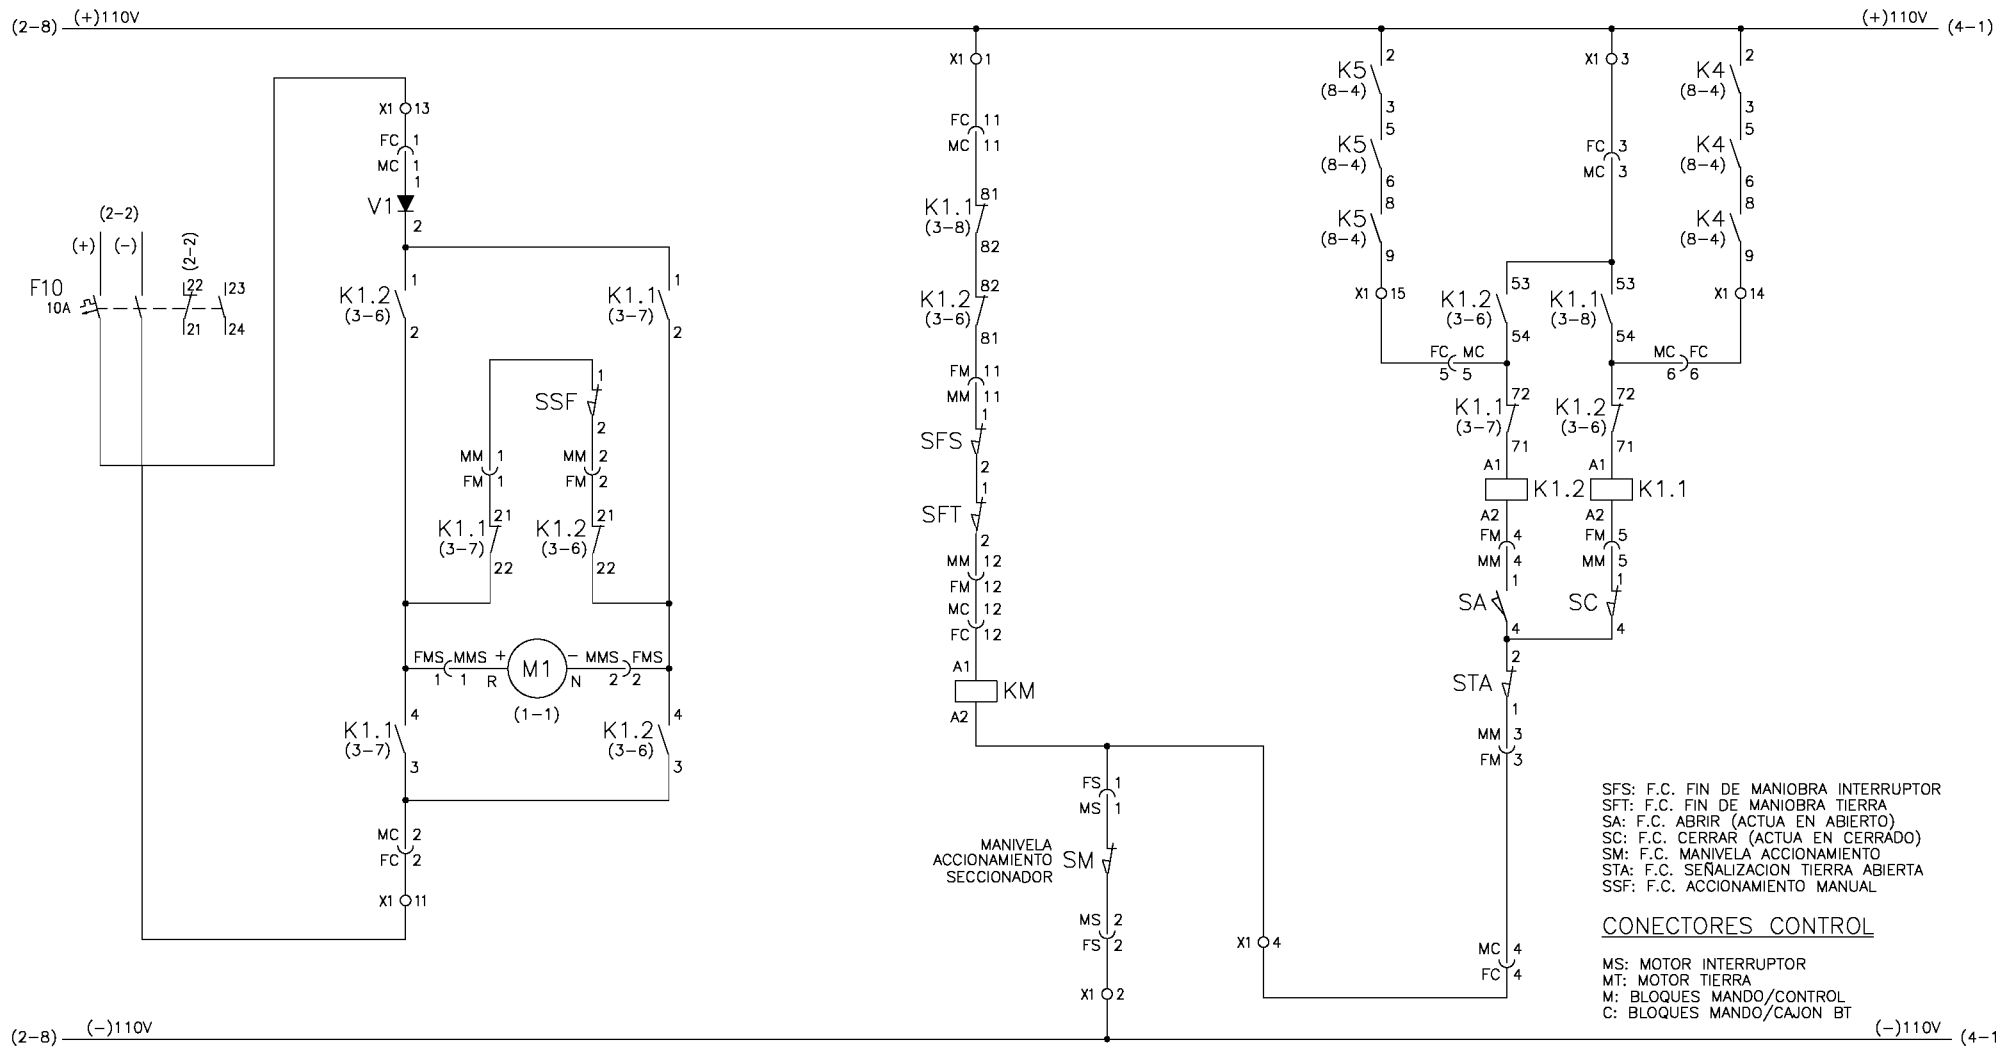 (2-8) (+)110V (+)110V (4-1)
X1 13
FC 1
MC 1
1
V1
2
(2-2)
(+) (-) (2-2)
F10
10A
22 23
21 24
1
K1.2
(3-6)
2
1
K1.1
(3-7)
2
1
SSF
2
MM 1
FM 1
MM 2
FM 2
21
K1.1
(3-7)
22
21
K1.2
(3-6)
22
FMS MMS + M1 - MMS FMS
1 1 R N 2 2
(1-1)
4
K1.1
(3-7)
3
4
K1.2
(3-6)
3
MC 2
FC 2
X1 11
X1 1
FC 11
MC 11
81
K1.1
(3-8)
82
82
K1.2
(3-6)
81
FM 11
MM 11
1
SFS
2
1
SFT
2
MM 12
FM 12
MC 12
FC 12
A1
KM
A2
FS 1
MS 1
MANIVELA
ACCIONAMIENTO
SECCIONADOR
SM
MS 2
FS 2
X1 2
X1 4
2
K5
(8-4)
3
5
K5
(8-4)
6
8
K5
(8-4)
9
X1 15
FC MC
5 5
X1 3
FC 3
MC 3
53
K1.2
(3-6)
54
53
K1.1
(3-8)
54
2
K4
(8-4)
3
5
K4
(8-4)
6
8
K4
(8-4)
9
X1 14
MC FC
6 6
72
K1.1
(3-7)
71
72
K1.2
(3-6)
71
A1
K1.2
A2
A1
K1.1
A2
FM 4
MM 4
FM 5
MM 5
1
SA
4
1
SC
4
2
STA
1
MM 3
FM 3
MC 4
FC 4
SFS: F.C. FIN DE MANIOBRA INTERRUPTOR
SFT: F.C. FIN DE MANIOBRA TIERRA
SA: F.C. ABRIR (ACTUA EN ABIERTO)
SC: F.C. CERRAR (ACTUA EN CERRADO)
SM: F.C. MANIVELA ACCIONAMIENTO
STA: F.C. SEÑALIZACION TIERRA ABIERTA
SSF: F.C. ACCIONAMIENTO MANUAL
CONECTORES CONTROL
MS: MOTOR INTERRUPTOR
MT: MOTOR TIERRA
M: BLOQUES MANDO/CONTROL
C: BLOQUES MANDO/CAJON BT
(2-8) (-)110V (-)110V (4-1